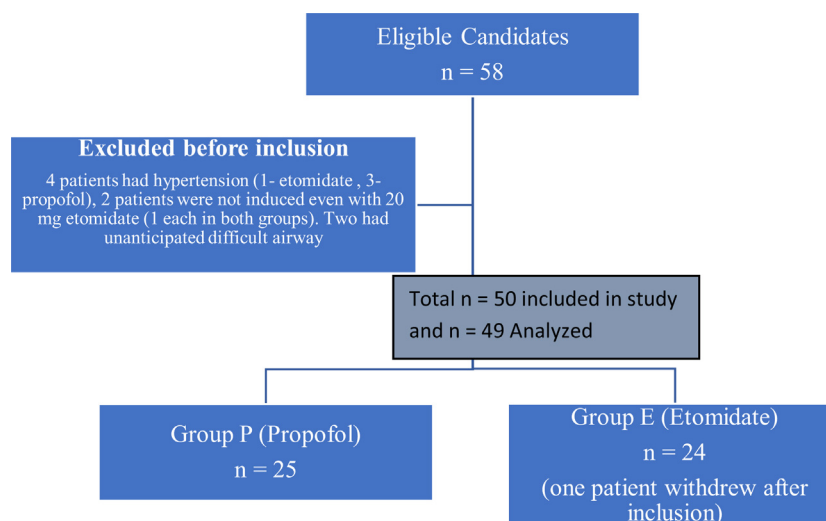 Eligible Candidates
n = 58
Excluded before inclusion
4 patients had hypertension (1- etomidate , 3-
propofol), 2 patients were not induced even with 20
mg etomidate (1 each in both groups). Two had
unanticipated difficult airway
Total n = 50 included in study
and n = 49 Analyzed
Group P (Propofol)
n = 25
Group E (Etomidate)
n = 24
(one patient withdrew after
inclusion)